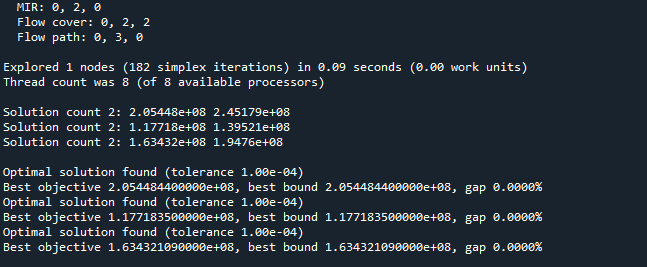 MIR: 0, 2, 0
Flow cover: 0, 2, 2
Flow path: 0, 3, 0
Explored 1 nodes (182 simplex iterations) in 0.09 seconds (0.00 work units)
Thread count was 8 (of 8 available processors)
Solution count 2: 2.05448e+08 2.45179e+08
Solution count 2: 1.17718e+08 1.39521e+08
Solution count 2: 1.63432e+08 1.9476e+08
Optimal solution found (tolerance 1.00e-04)
Best objective 2.054484400000e+08, best bound 2.054484400000e+08, gap 0.0000%
Optimal solution found (tolerance 1.00e-04)
Best objective 1.177183500000e+08, best bound 1.177183500000e+08, gap 0.0000%
Optimal solution found (tolerance 1.00e-04)
Best objective 1.634321090000e+08, best bound 1.634321090000e+08, gap 0.0000%